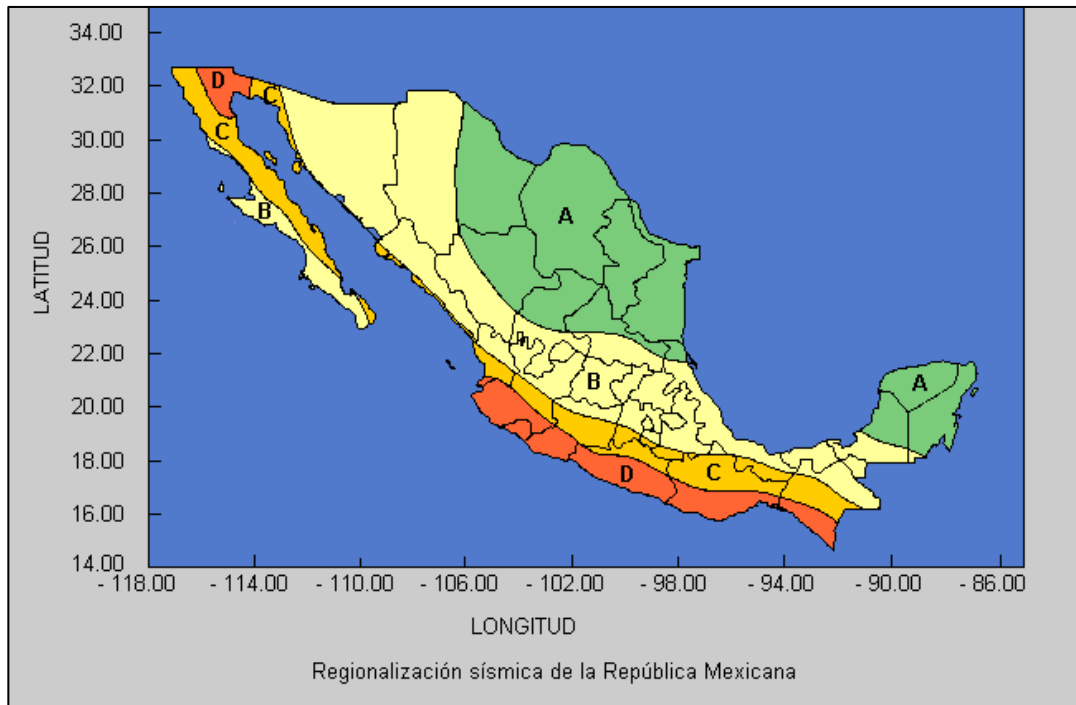 34.00
32.00
30.00
28.00
26.00
24.00
22.00
20.00
18.00
16.00
14.00
LATITUD
D
C
C
B
A
B
A
C
D
- 118.00 - 114.00 - 110.00 - 106.00 - 102.00 - 98.00 - 94.00 - 90.00 - 86.00
LONGITUD
Regionalización sísmica de la República Mexicana